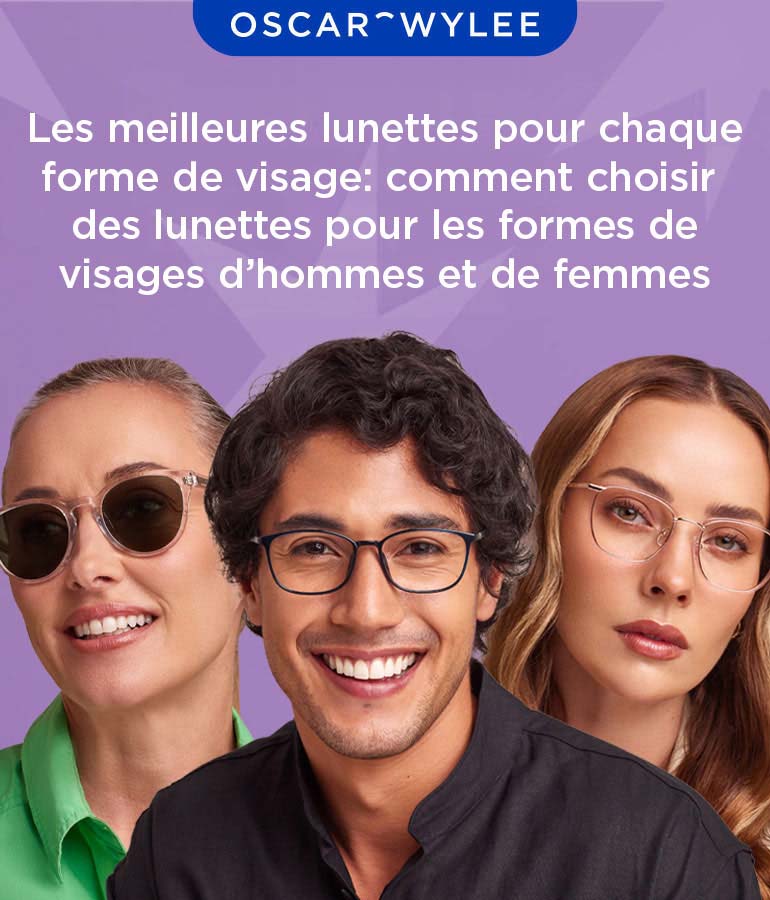 OSCAR WYLEE
Les meilleures lunettes pour chaque
forme de visage: comment choisir
des lunettes pour les formes de
visages d’hommes et de femmes